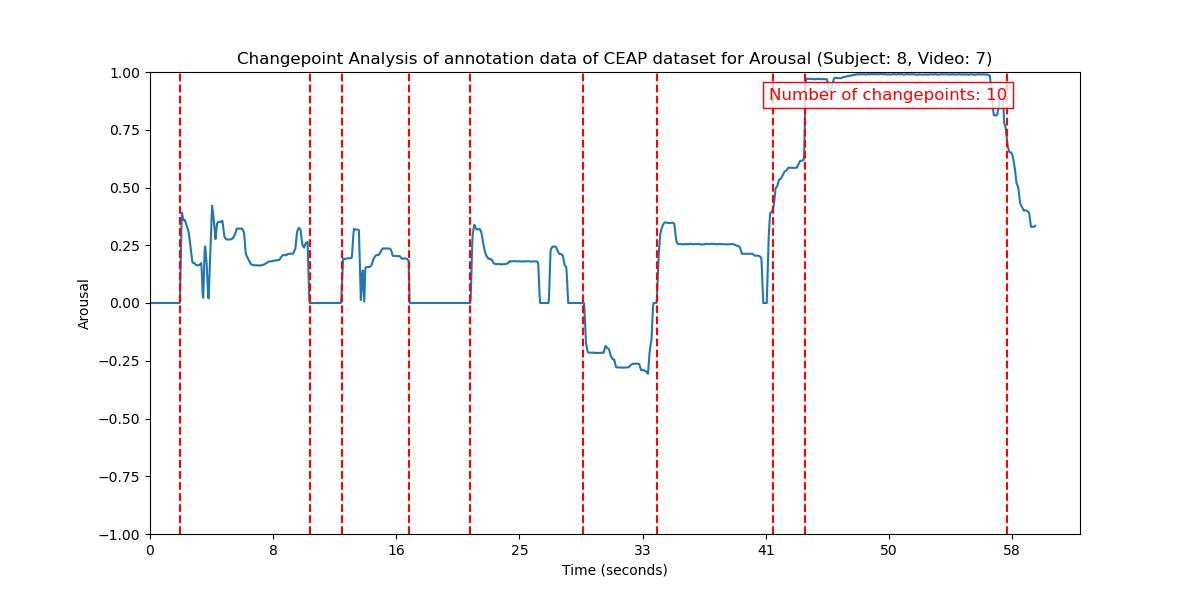 Changepoint Analysis of annotation data of CEAP dataset for Arousal (Subject: 8, Video: 7)
Number of changepoints: 10
1.00
0.75
0.50
0.25
0.00
−0.25
−0.50
−0.75
−1.00
Arousal
0 8 16 25 33 41 50 58
Time (seconds)